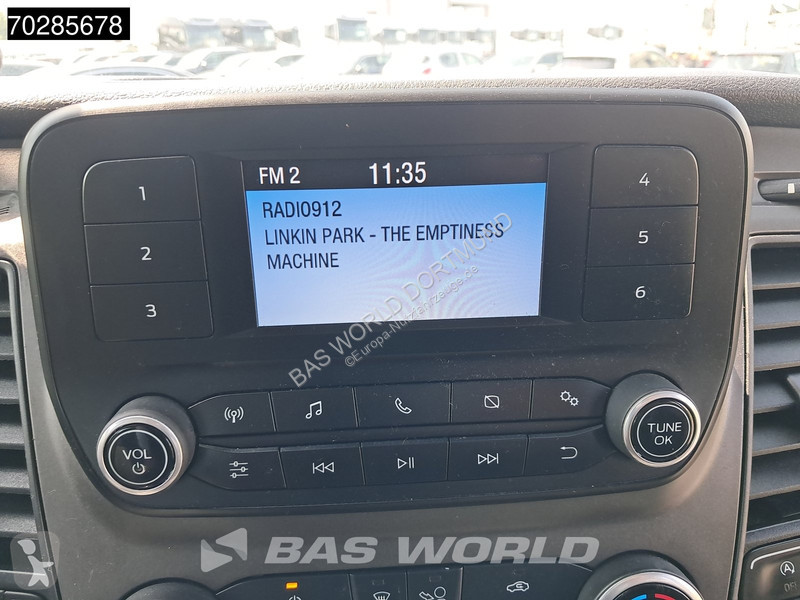 70285678
FM 2 11:35
RADIO912
LINKIN PARK - THE EMPTINESS
MACHINE
1
2
3
4
5
6
VOL
TUNE
OK
BAS WORLD DORTMUND
©Europa-Nutzfahrzeuge.de
BAS WORLD
A